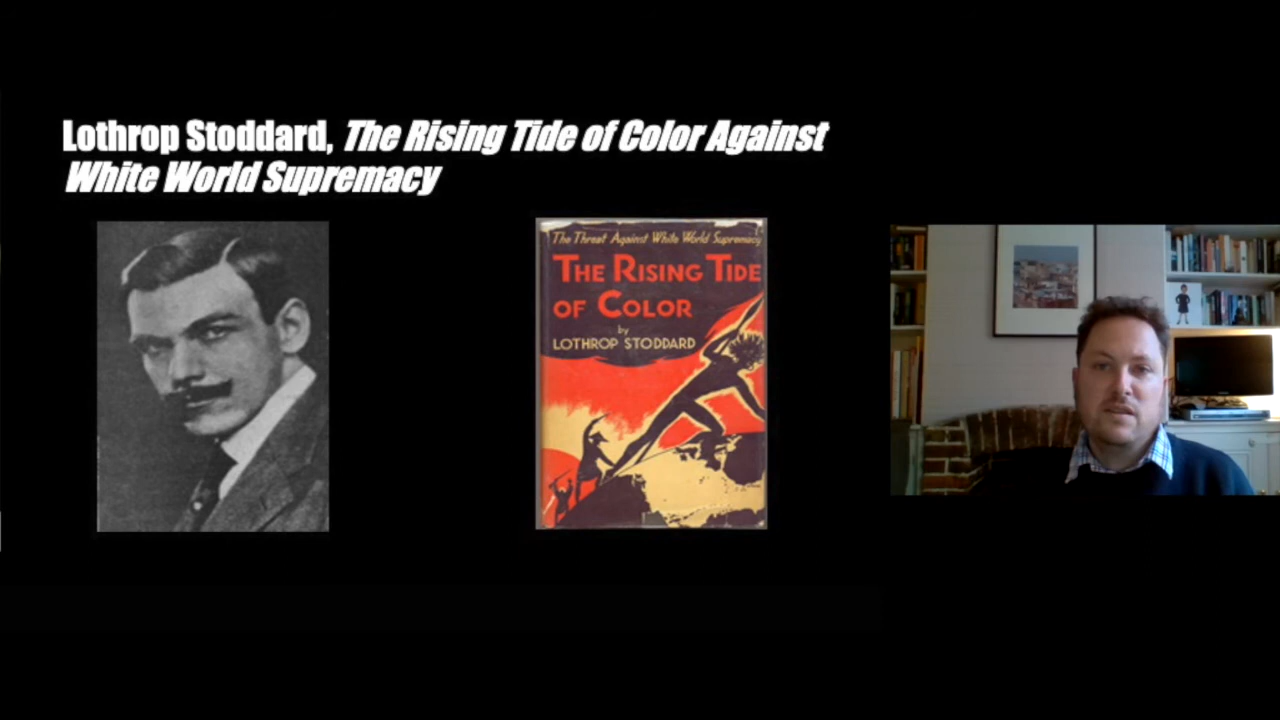 Lothrop Stoddard, The Rising Tide of Color Against
White World Supremacy
The Threat Against White World Supremacy
THE RISING TIDE
OF COLOR
by
LOTHROP STODDARD